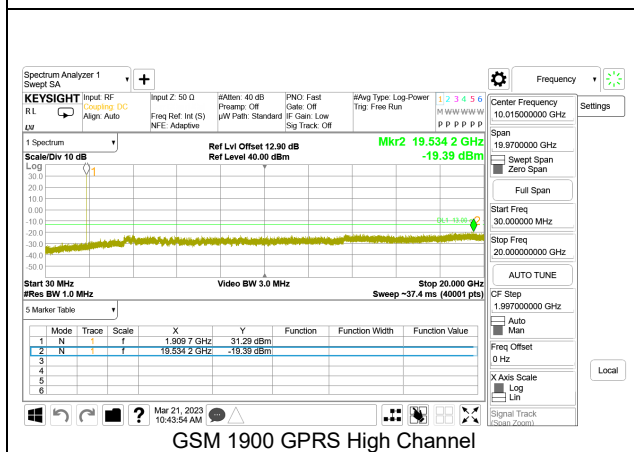 Spectrum Analyzer 1
Swept SA
Frequency
KEYSIGHT
RL
Input: RF
Coupling: DC
Align: Auto
Input Z: 50 Ω
Freq Ref: Int (S)
NFE: Adaptive
#Atten: 40 dB
Preamp: Off
µW Path: Standard
PNO: Fast
Gate: Off
IF Gain: Low
Sig Track: Off
#Avg Type: Log-Power
Trig: Free Run
1 2 3 4 5 6
M W W W W W
P P P P P P
1 Spectrum
Scale/Div 10 dB
Ref Lvl Offset 12.90 dB
Ref Level 40.00 dBm
Mkr2 19.534 2 GHz
-19.39 dBm
Log
30.0
20.0
10.0
0.00
-10.0
-20.0
-30.0
-40.0
-50.0
1
Start 30 MHz
#Res BW 1.0 MHz
Video BW 3.0 MHz
Stop 20.000 GHz
Sweep ~37.4 ms (40001 pts)
5 Marker Table
Mode Trace Scale X Y Function Function Width Function Value
1 N 1 f 1.909 7 GHz 31.29 dBm
2 N 1 f 19.534 2 GHz -19.39 dBm
3
4
5
6
Mar 21, 2023
10:43:54 AM
Center Frequency
10.015000000 GHz
Settings
Span
19.9700000 GHz
Swept Span
Zero Span
Full Span
Start Freq
30.000000 MHz
Stop Freq
20.000000000 GHz
AUTO TUNE
CF Step
1.997000000 GHz
Auto
Man
Freq Offset
0 Hz
X Axis Scale
Log
Lin
Local
Signal Track
(Span Zoom)
GSM 1900 GPRS High Channel